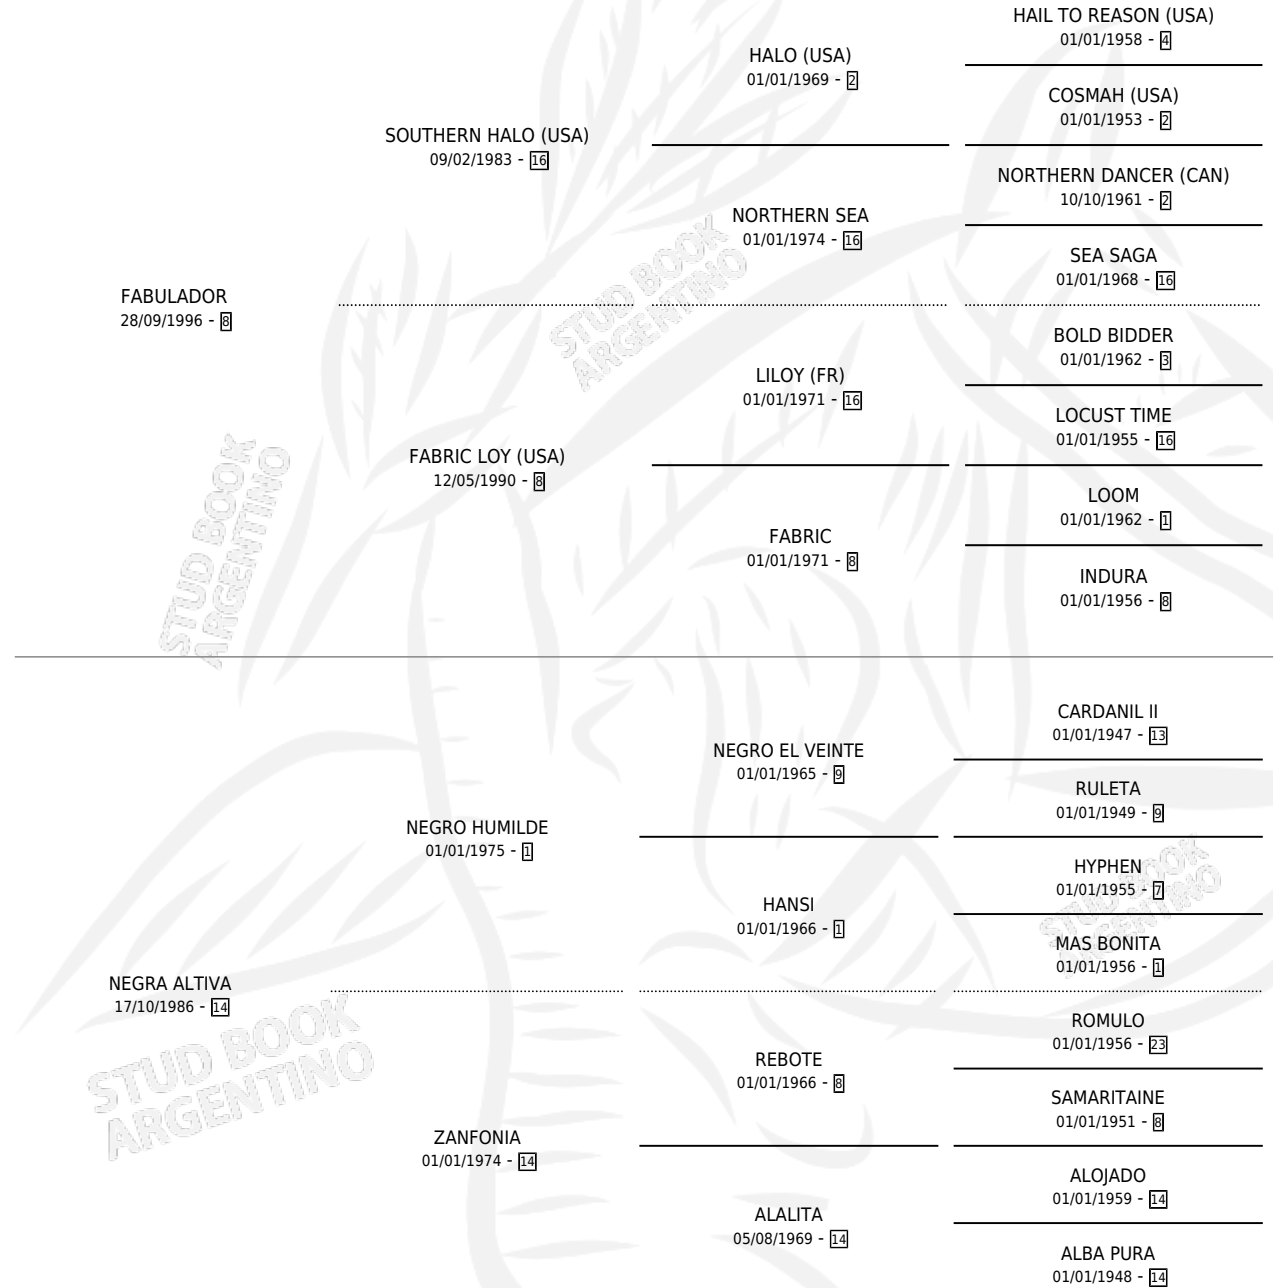 HAIL TO REASON (USA)
01/01/1958 - 4
HALO (USA)
01/01/1969 - 2
COSMAH (USA)
01/01/1953 - 2
SOUTHERN HALO (USA)
09/02/1983 - 16
NORTHERN DANCER (CAN)
10/10/1961 - 2
NORTHERN SEA
01/01/1974 - 16
SEA SAGA
01/01/1968 - 16
FABULADOR
28/09/1996 - 8
STUD BOOK
ARGENTINO
BOLD BIDDER
01/01/1962 - 3
LILOY (FR)
01/01/1971 - 16
LOCUST TIME
01/01/1955 - 16
FABRIC LOY (USA)
12/05/1990 - 8
LOOM
01/01/1962 - 1
FABRIC
01/01/1971 - 8
INDURA
01/01/1956 - 8
STUD BOOK
ARGENTINO
CARDANIL II
01/01/1947 - 13
NEGRO EL VEINTE
01/01/1965 - 9
RULETA
01/01/1949 - 9
NEGRO HUMILDE
01/01/1975 - 1
HYPHEN
01/01/1955 - 7
HANSI
01/01/1966 - 1
STUD BOOK
ARGENTINO
MAS BONITA
01/01/1956 - 1
NEGRA ALTIVA
17/10/1986 - 14
ROMULO
01/01/1956 - 23
REBOTE
01/01/1966 - 8
STUD BOOK
ARGENTINO
SAMARITAINE
01/01/1951 - 8
ZANFONIA
01/01/1974 - 14
ALOJADO
01/01/1959 - 14
ALALITA
05/08/1969 - 14
ALBA PURA
01/01/1948 - 14